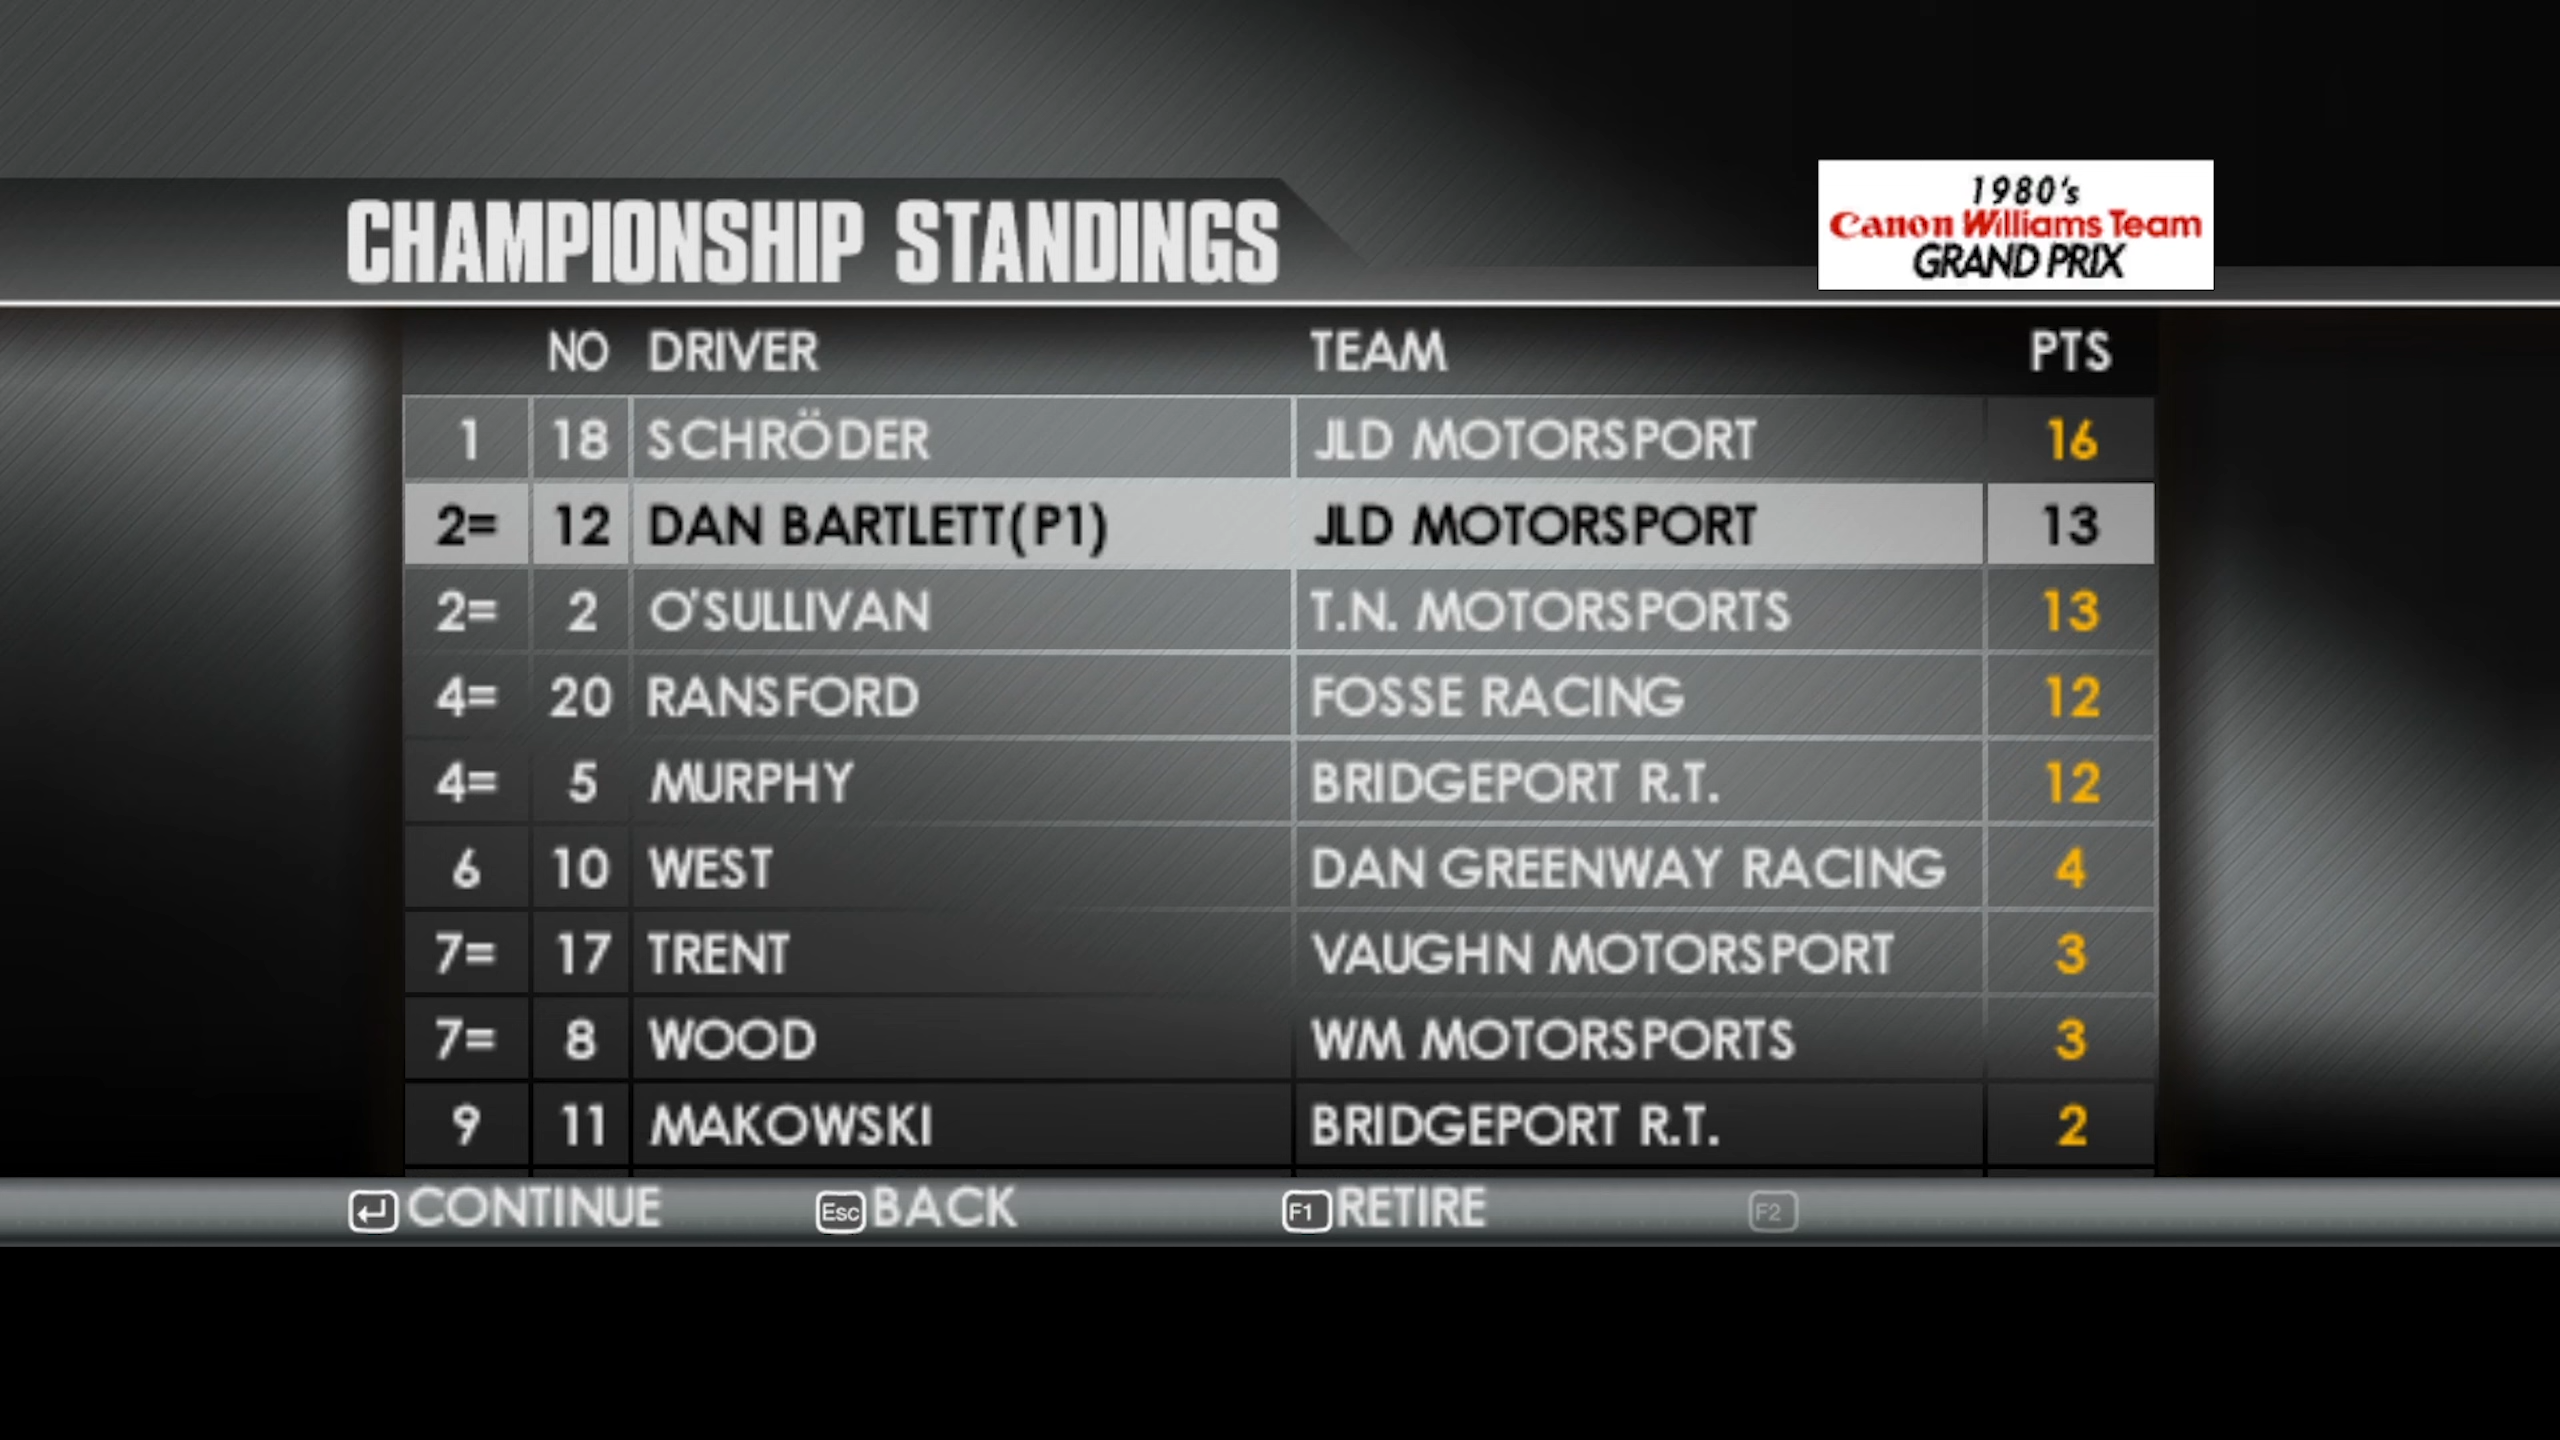 CHAMPIONSHIP STANDINGS
1980's
Canon Williams Team
GRAND PRIX
NO DRIVER TEAM PTS
1 18 SCHRÖDER JLD MOTORSPORT 16
2= 12 DAN BARTLETT(P1) JLD MOTORSPORT 13
2= 2 O'SULLIVAN T.N. MOTORSPORTS 13
4= 20 RANSFORD FOSSE RACING 12
4= 5 MURPHY BRIDGEPORT R.T. 12
6 10 WEST DAN GREENWAY RACING 4
7= 17 TRENT VAUGHN MOTORSPORT 3
7= 8 WOOD WM MOTORSPORTS 3
9 11 MAKOWSKI BRIDGEPORT R.T. 2
CONTINUE Esc BACK F1 RETIRE F2